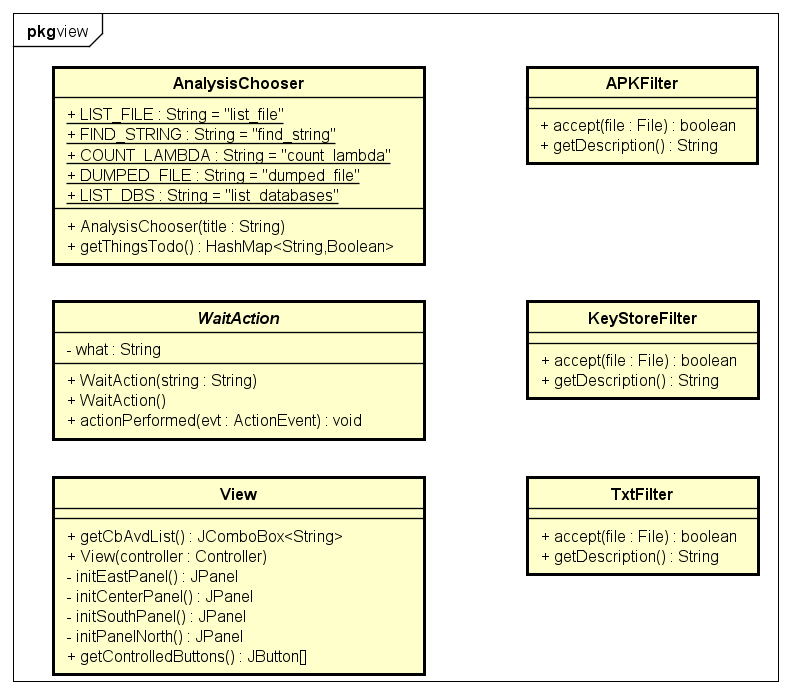 pkg view
AnalysisChooser
+ LIST_FILE : String = "list_file"
+ FIND_STRING : String = "find_string"
+ COUNT_LAMBDA : String = "count_lambda"
+ DUMPED_FILE : String = "dumped_file"
+ LIST_DBS : String = "list_databases"
+ AnalysisChooser(title : String)
+ getThingsTodo() : HashMap<String,Boolean>
APKFilter
+ accept(file : File) : boolean
+ getDescription() : String
WaitAction
- what : String
+ WaitAction(string : String)
+ WaitAction()
+ actionPerformed(evt : ActionEvent) : void
KeyStoreFilter
+ accept(file : File) : boolean
+ getDescription() : String
View
+ getCbAvdList() : JComboBox<String>
+ View(controller : Controller)
- initEastPanel() : JPanel
- initCenterPanel() : JPanel
- initSouthPanel() : JPanel
- initPanelNorth() : JPanel
+ getControlledButtons() : JButton[]
TxtFilter
+ accept(file : File) : boolean
+ getDescription() : String